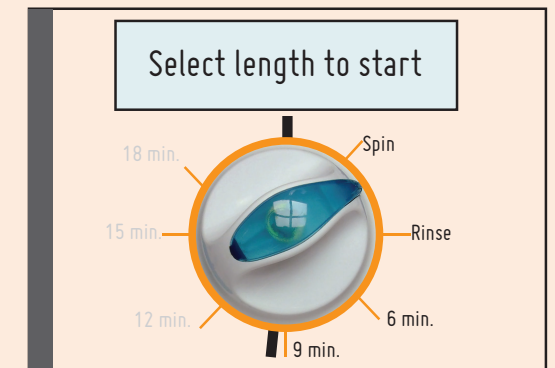 Select length to start
Spin
18 min.
15 min.
Rinse
12 min.
6 min.
9 min.